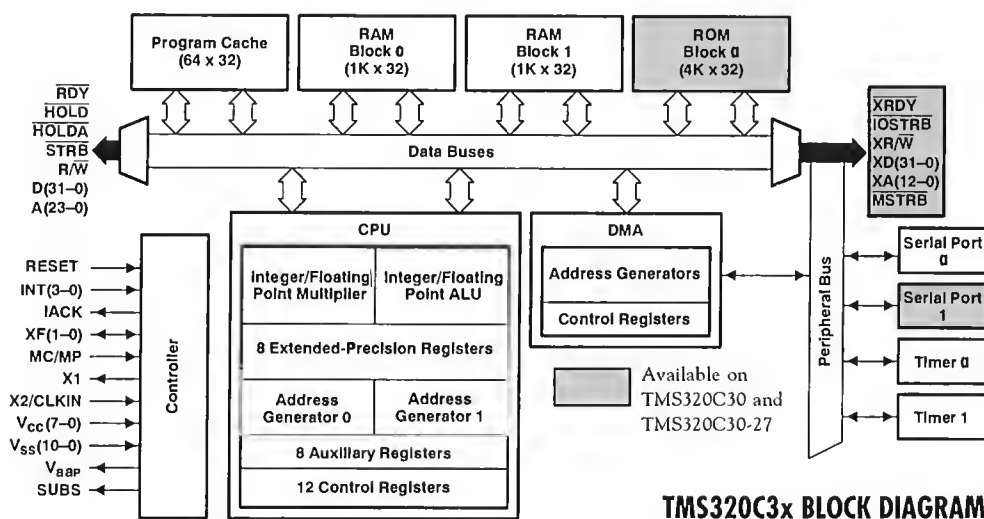 Program Cache
(64 x 32)
RAM
Block 0
(1K x 32)
RAM
Block 1
(1K x 32)
ROM
Block 0
(4K x 32)
RDY
HOLD
HOLDA
STRB
R/W
D(31–0)
A(23–0)
Data Buses
XRDY
IOSTRB
XR/W
XD(31–0)
XA(12–0)
MSTRB
RESET
INT(3–0)
IACK
XF(1–0)
MC/MP
X1
X2/CLKIN
VCC(7–0)
VSS(10–0)
VBBP
SUBS
Controller
CPU
Integer/Floating
Point Multiplier
Integer/Floating
Point ALU
8 Extended-Precision Registers
Address
Generator 0
Address
Generator 1
8 Auxiliary Registers
12 Control Registers
DMA
Address Generators
Control Registers
Available on
TMS320C30 and
TMS320C30-27
Peripheral Bus
Serial Port
0
Serial Port
1
Timer 0
Timer 1
TMS320C3x BLOCK DIAGRAM